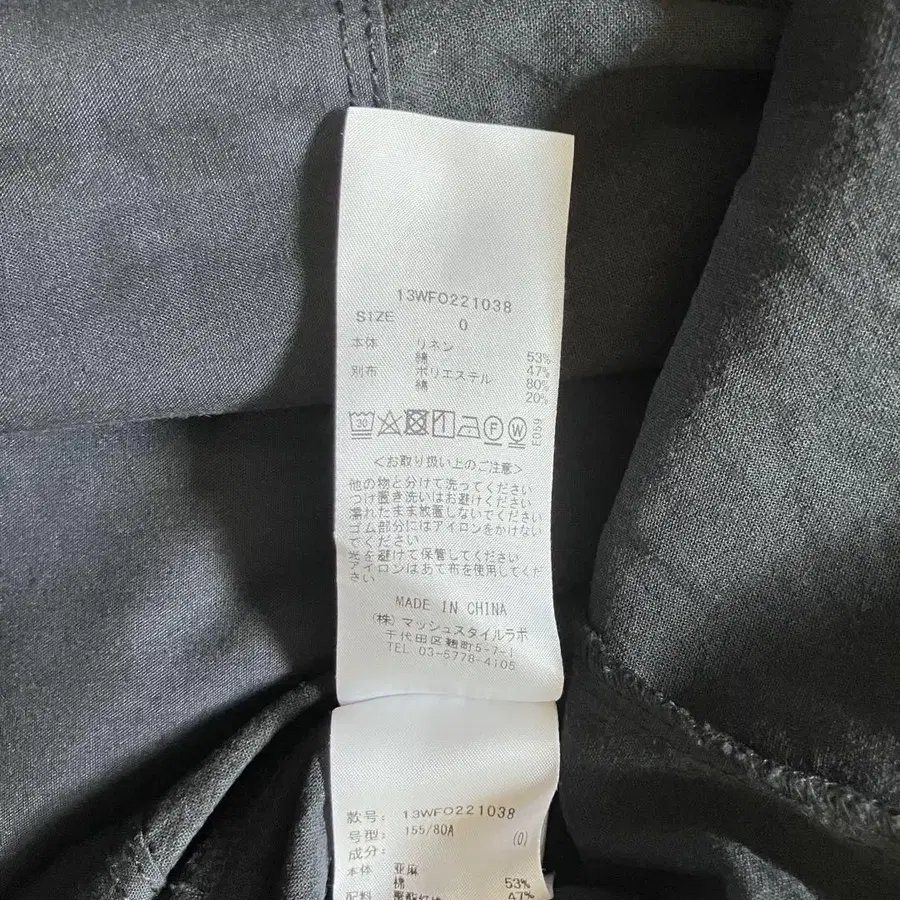 13WFO221038
SIZE 0
本体 リネン 53%
綿 47%
別布 ポリエステル 80%
綿 20%
30 F W E059
<お取り扱い上のご注意>
他の物と分けて洗ってください
つけ置き洗いはお避けください
濡れたまま放置しないでください
ゴム部分にはアイロンをかけない
でください
光を避けて保管してください
アイロンはあて布を使用してくだ
さい
MADE IN CHINA
(株)マッシュスタイルラボ
千代田区麹町5-7-1
TEL 03-5778-4105
款号: 13WFO221038
号型: 155/80A (0)
成分:
本体 亚麻 53%
棉 47%
配料